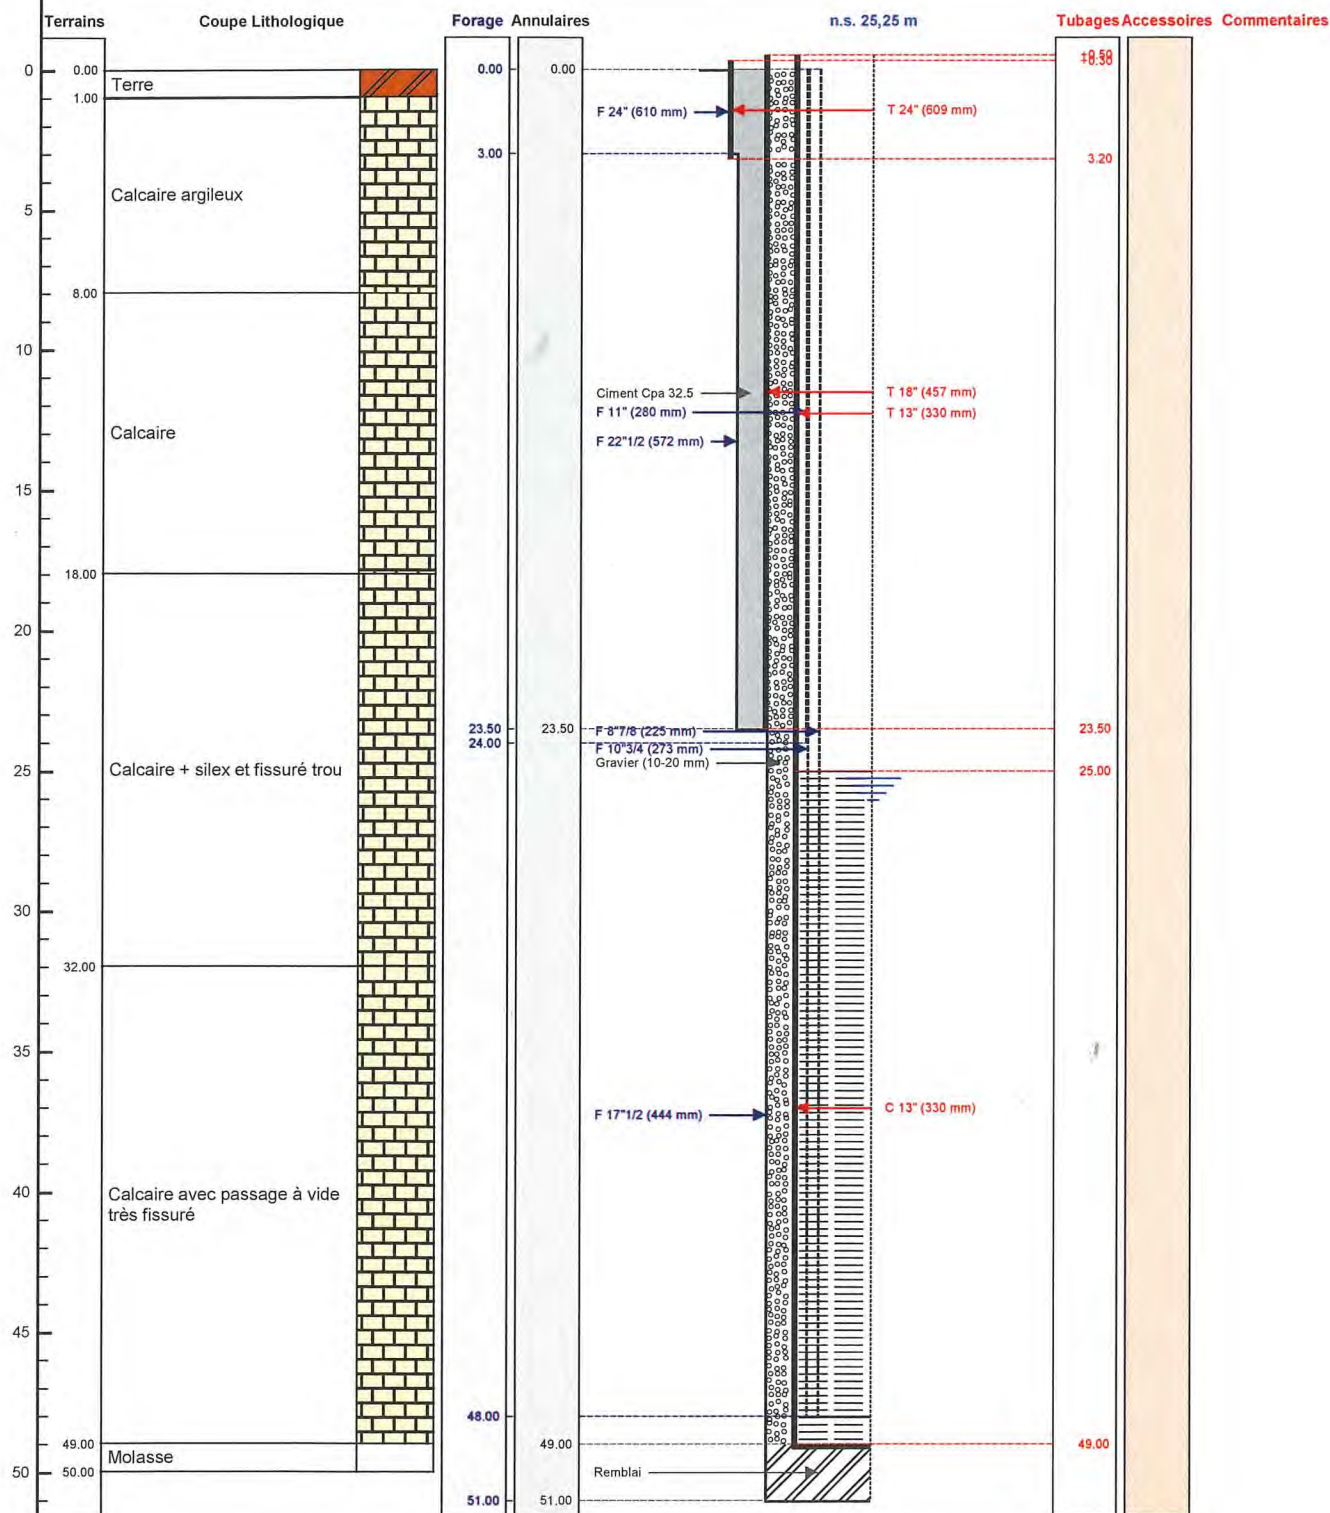 Terrains Coupe Lithologique Forage Annulaires n.s. 25,25 m Tubages Accessoires Commentaires
+0.50
+0.30
0 0.00 0.00 0.00
Terre
1.00
F 24" (610 mm) T 24" (609 mm)
3.00 3.20
Calcaire argileux
5
8.00
10
Ciment Cpa 32.5 T 18" (457 mm)
F 11" (280 mm) T 13" (330 mm)
Calcaire
F 22"1/2 (572 mm)
15
18.00
20
23.50 23.50 F 8"7/8 (225 mm) 23.50
24.00 F 10"3/4 (273 mm)
Gravier (10-20 mm)
25 Calcaire + silex et fissuré trou 25.00
30
32.00
35
F 17"1/2 (444 mm) C 13" (330 mm)
40 Calcaire avec passage à vide
très fissuré
45
48.00
49.00 49.00 49.00
Molasse
50 50.00 Remblai
51.00 51.00